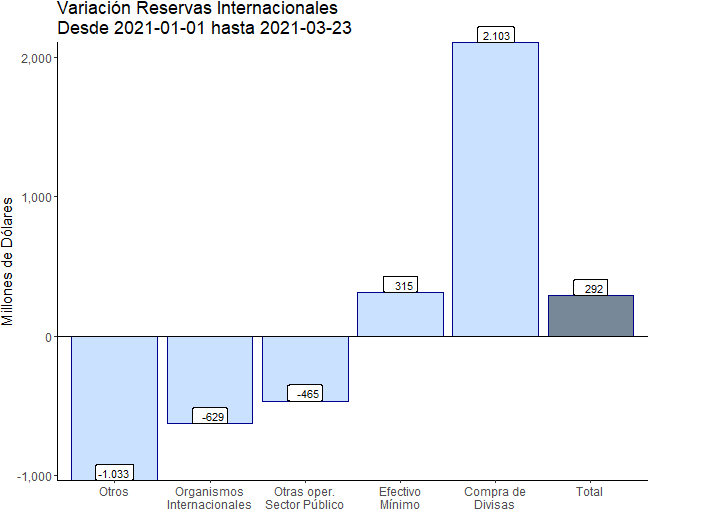 Variación Reservas Internacionales
Desde 2021-01-01 hasta 2021-03-23
Millones de Dólares
2,000
1,000
0
-1,000
-1.033
-629
-465
315
2.103
292
Otros
Organismos
Internacionales
Otras oper.
Sector Público
Efectivo
Mínimo
Compra de
Divisas
Total